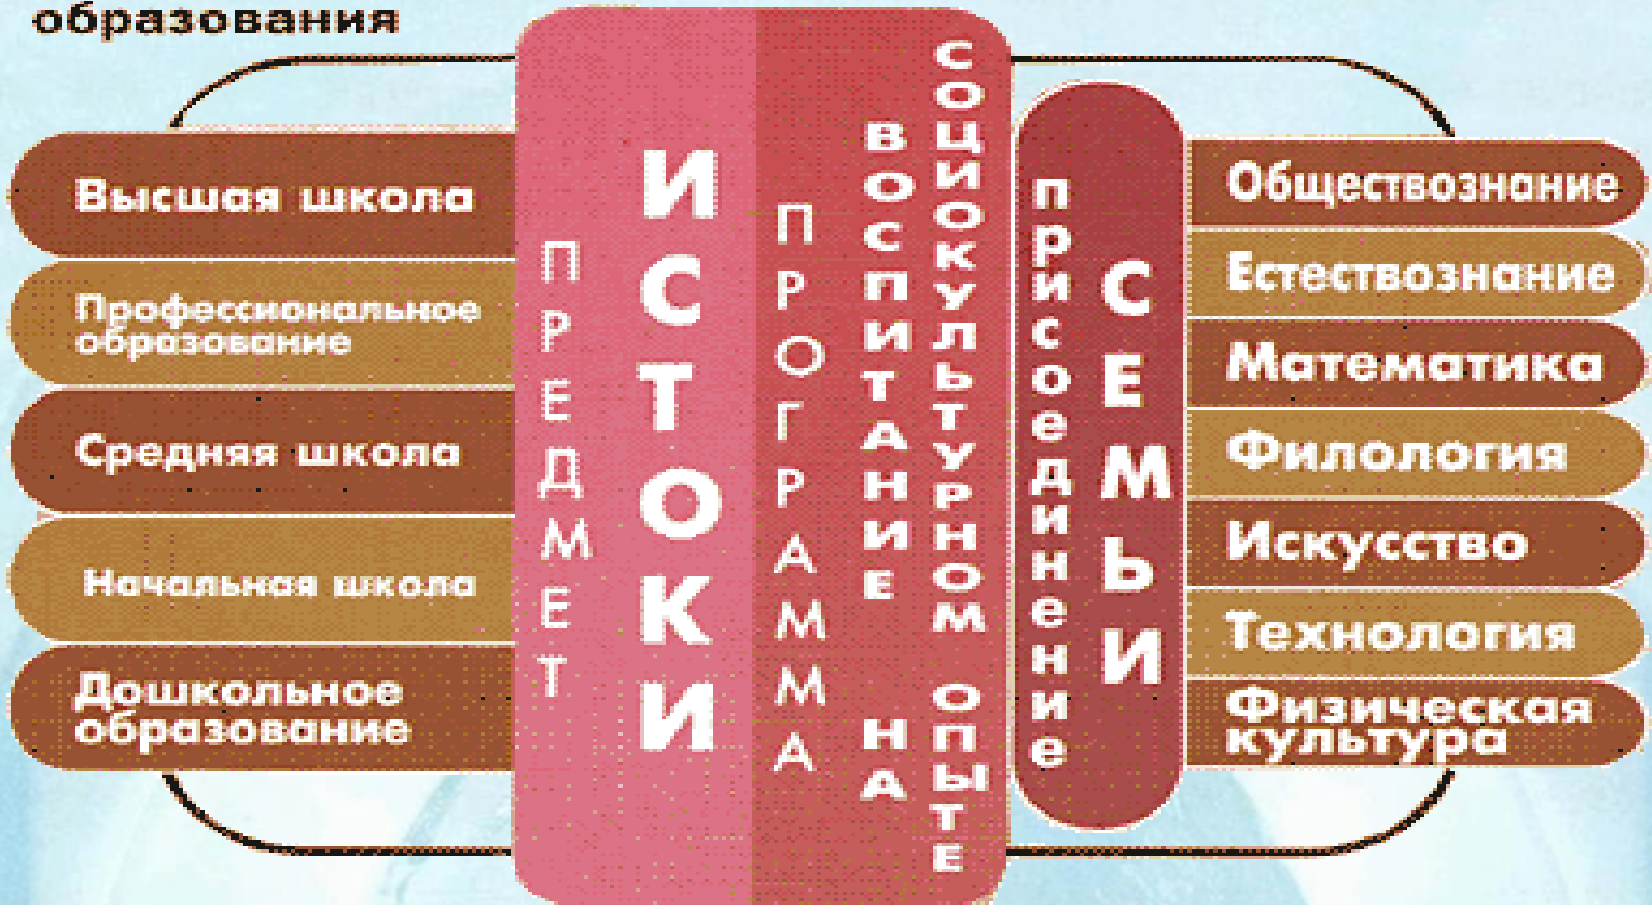 образования
Высшая школа
Профессиональное
образование
Средняя школа
Начальная школа
Дошкольное
образование
ПРЕДМЕТ
ИСТОКИ
ПРОГРАММА
ВОСПИТАНИЕ НА
СОЦИОКУЛЬТУРНОМ ОПЫТЕ
присоединение
СЕМЬИ
Обществознание
Естествознание
Математика
Филология
Искусство
Технология
Физическая
культура